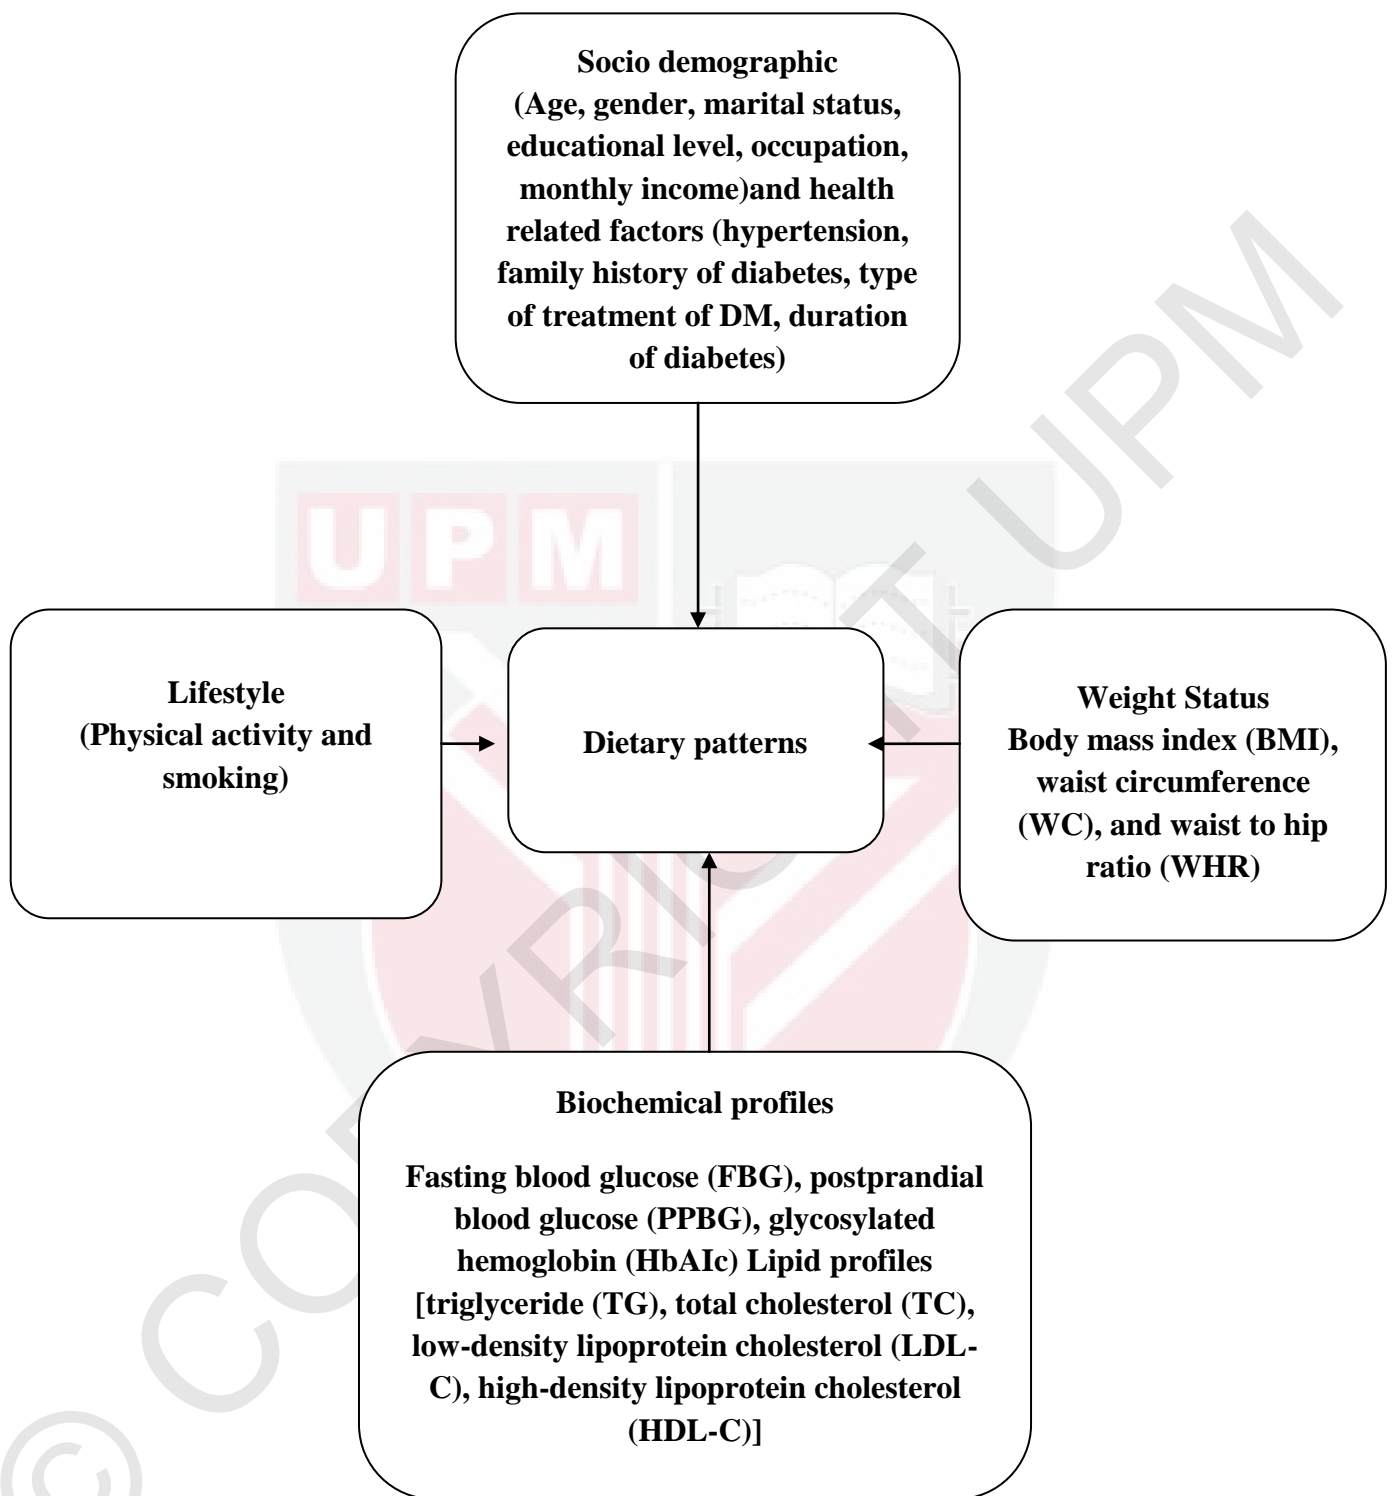 Socio demographic
(Age, gender, marital status,
educational level, occupation,
monthly income)and health
related factors (hypertension,
family history of diabetes, type
of treatment of DM, duration
of diabetes)
UPM
Lifestyle
(Physical activity and
smoking)
Dietary patterns
Weight Status
Body mass index (BMI),
waist circumference
(WC), and waist to hip
ratio (WHR)
Biochemical profiles
Fasting blood glucose (FBG), postprandial
blood glucose (PPBG), glycosylated
hemoglobin (HbAIc) Lipid profiles
[triglyceride (TG), total cholesterol (TC),
low-density lipoprotein cholesterol (LDL-
C), high-density lipoprotein cholesterol
(HDL-C)]
© COPYRIGHT UPM